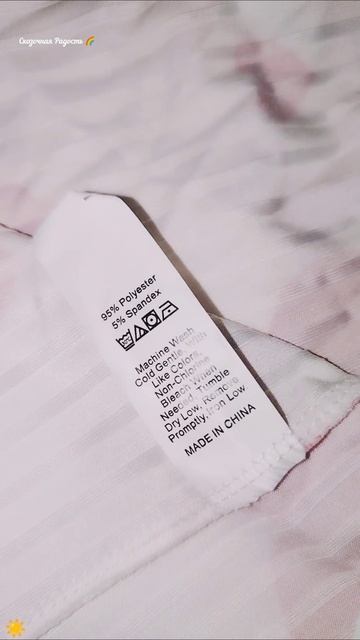 Сказочная Радость 🌈
95% Polyester
5% Spandex
Machine Wash
Cold Gentle, With
Like Colors,
Non-Chlorine
Bleach When
Needed, Tumble
Dry Low, Remove
Promptly, Iron Low
MADE IN CHINA